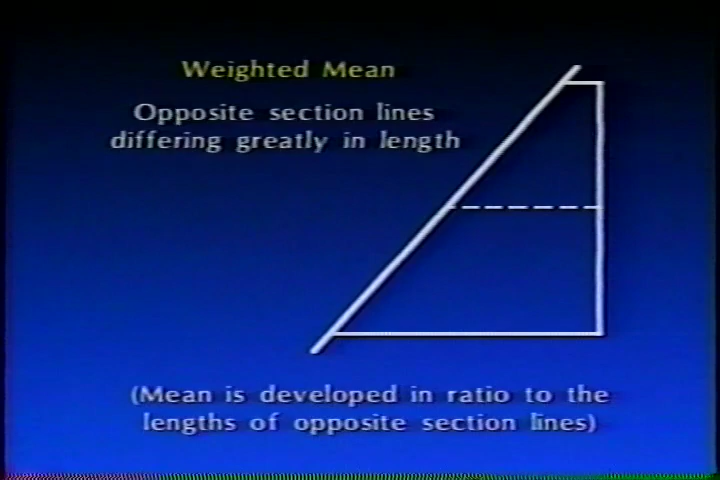 Weighted Mean
Opposite section lines
differing greatly in length
(Mean is developed in ratio to the
lengths of opposite section lines)